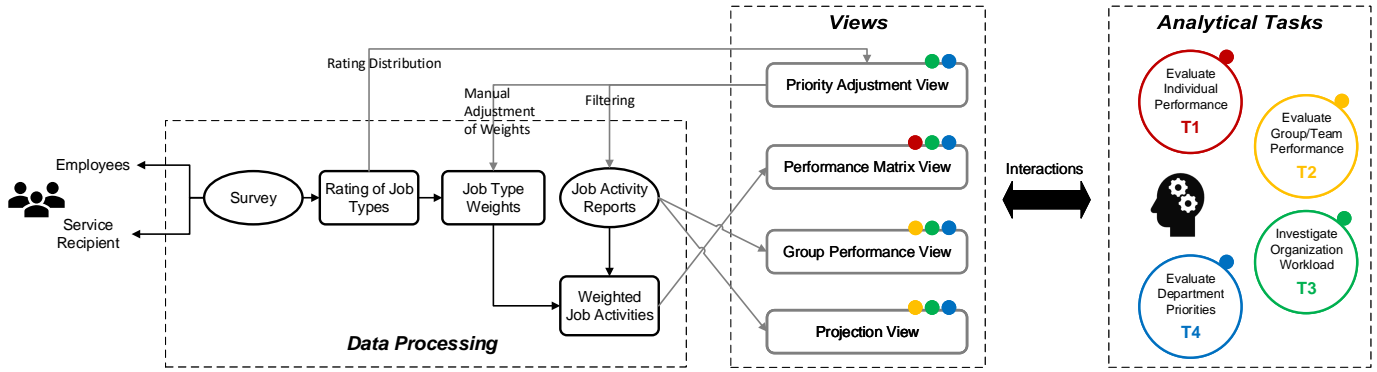 Views
Analytical Tasks
Rating Distribution
Manual
Adjustment
of Weights
Filtering
Priority Adjustment View
Evaluate
Individual
Performance
T1
Evaluate
Group/Team
Performance
T2
Employees
Service
Recipient
Survey
Rating of Job
Types
Job Type
Weights
Job Activity
Reports
Performance Matrix View
Interactions
Group Performance View
Investigate
Organization
Workload
T3
Weighted
Job Activities
Evaluate
Department
Priorities
T4
Projection View
Data Processing